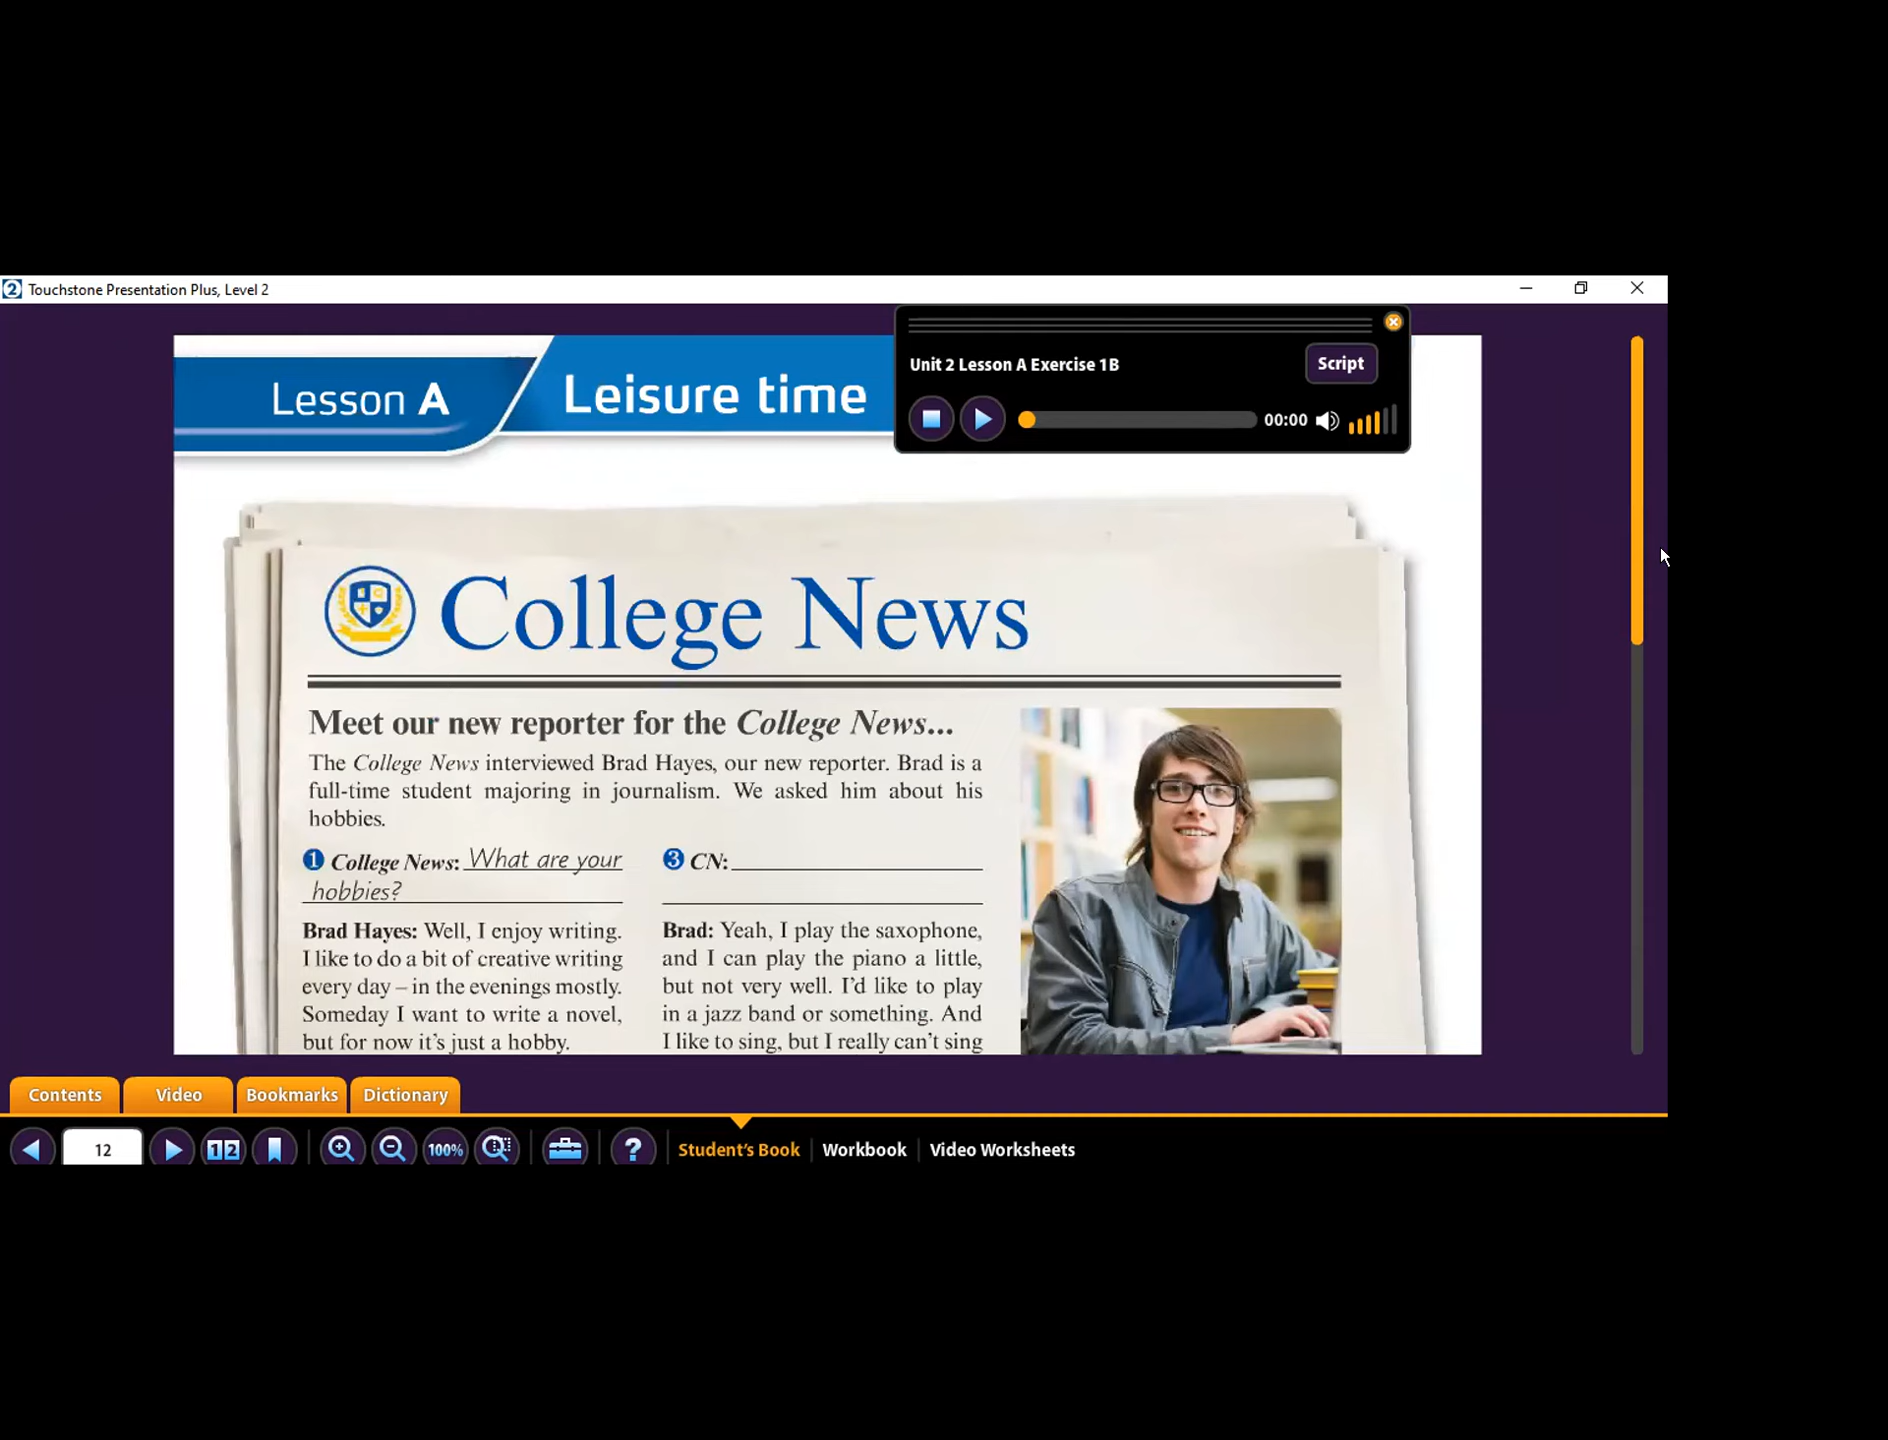 Touchstone Presentation Plus, Level 2
Unit 2 Lesson A Exercise 1B
Script
00:00
Lesson A
Leisure time
College News
Meet our new reporter for the College News...
The College News interviewed Brad Hayes, our new reporter. Brad is a
full-time student majoring in journalism. We asked him about his
hobbies.
1 College News: What are your
hobbies?
Brad Hayes: Well, I enjoy writing.
I like to do a bit of creative writing
every day – in the evenings mostly.
Someday I want to write a novel,
but for now it's just a hobby.
3 CN:
Brad: Yeah, I play the saxophone,
and I can play the piano a little,
but not very well. I'd like to play
in a jazz band or something. And
I like to sing, but I really can't sing
Contents
Video
Bookmarks
Dictionary
12
12
100%
?
Student's Book
Workbook
Video Worksheets